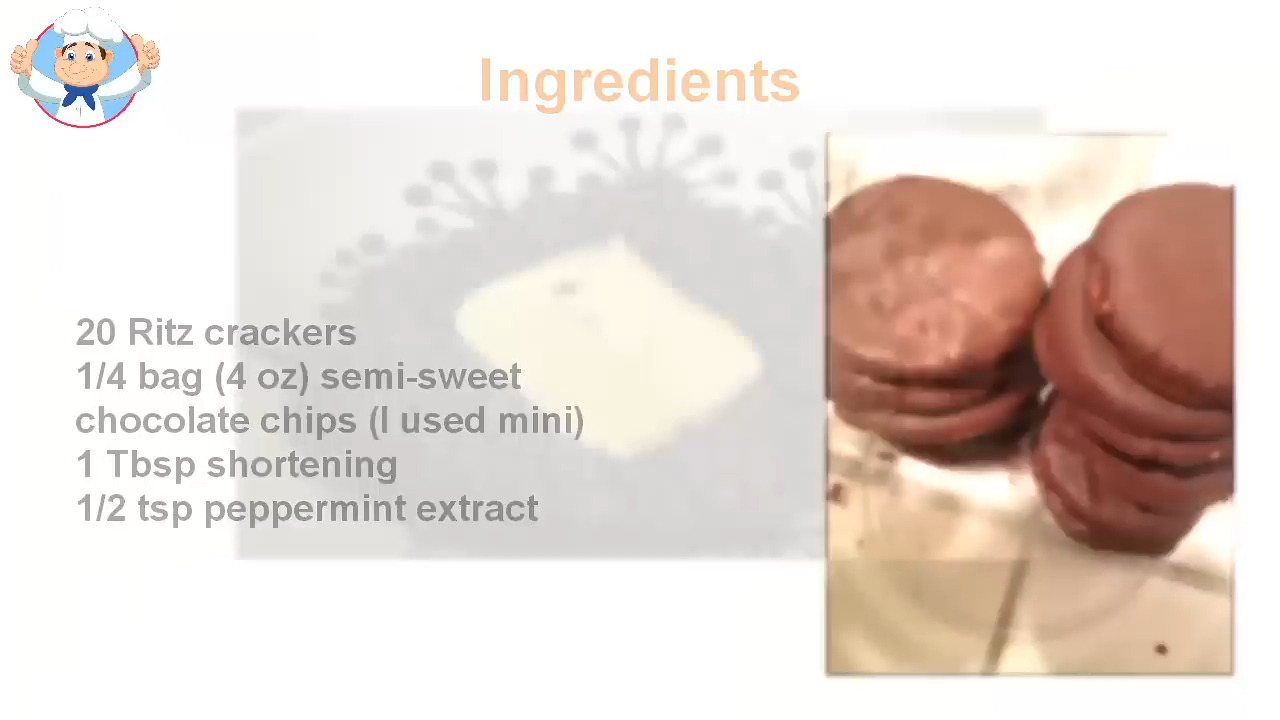 Ingredients
20 Ritz crackers
1/4 bag (4 oz) semi-sweet
chocolate chips (I used mini)
1 Tbsp shortening
1/2 tsp peppermint extract